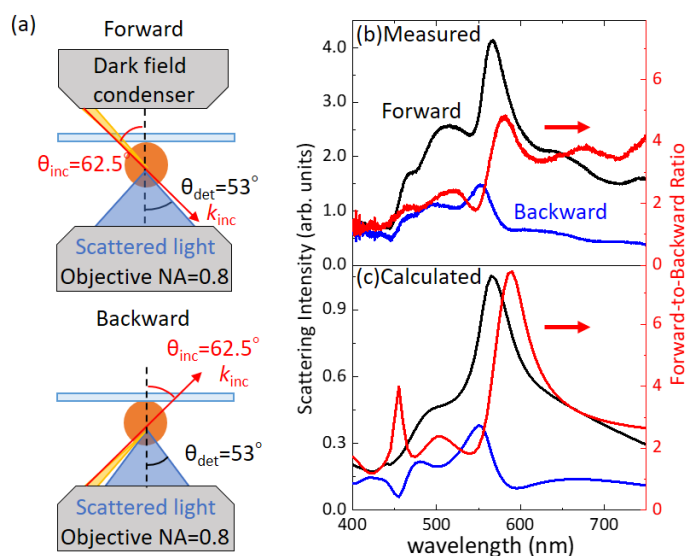 (a)
Forward
Dark field
condenser
θinc=62.5°
θdet=53°
kinc
Scattered light
Objective NA=0.8
Backward
θinc=62.5°
kinc
θdet=53°
Scattered light
Objective NA=0.8
(b)Measured
Forward
Backward
4.0
3.0
2.0
1.0
0.0
6
4
2
0
(c)Calculated
0.9
0.6
0.3
0.0
6
4
2
0
400
500
600
700
wavelength (nm)
Scattering Intensity (arb. units)
Forward-to-Backward Ratio